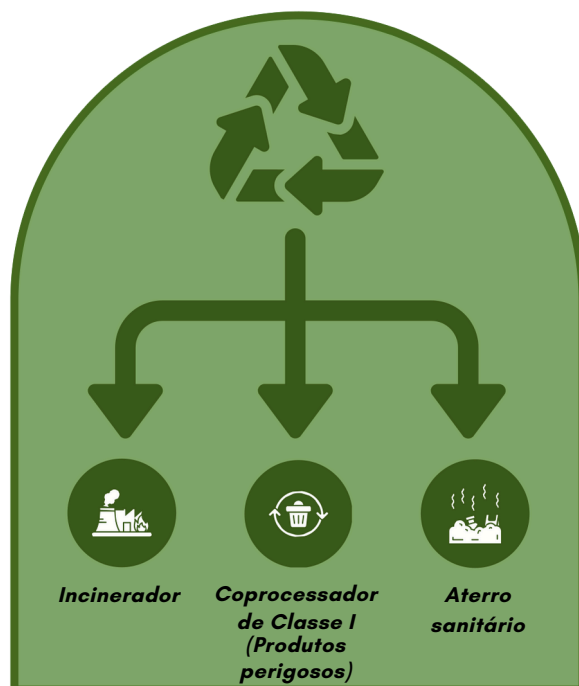 Incinerador
Coprocessador
de Classe I
(Produtos
perigosos)
Aterro
sanitário